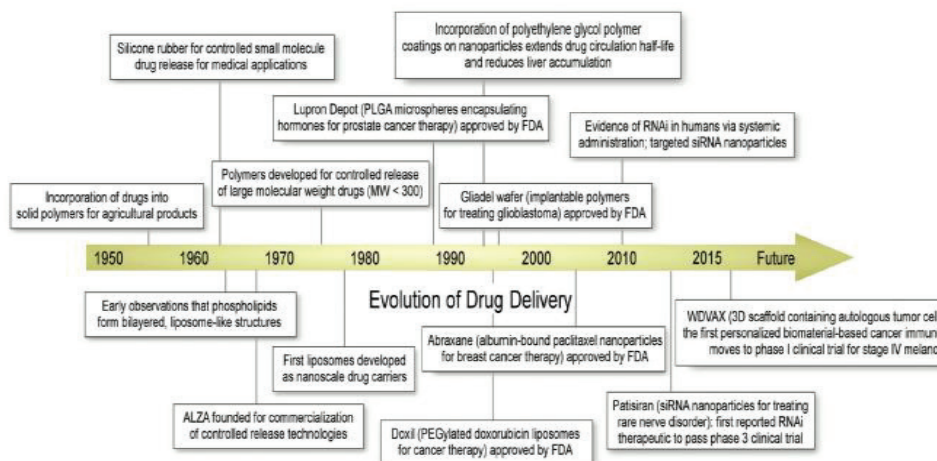 Incorporation of polyethylene glycol polymer
coatings on nanoparticles extends drug circulation half-life
and reduces liver accumulation
Silicone rubber for controlled small molecule
drug release for medical applications
Lupron Depot (PLGA microspheres encapsulating
hormones for prostate cancer therapy) approved by FDA
Evidence of RNAi in humans via systemic
administration; targeted siRNA nanoparticles
Polymers developed for controlled release
of large molecular weight drugs (MW < 300)
Incorporation of drugs into
solid polymers for agricultural products
Gliadel wafer (implantable polymers
for treating glioblastoma) approved by FDA
1950 1960 1970 1980 1990 2000 2010 2015 Future
Evolution of Drug Delivery
Early observations that phospholipids
form bilayered, liposome-like structures
WDVAX (3D scaffold containing autologous tumor cel
the first personalized biomaterial-based cancer immun
moves to phase I clinical trial for stage IV melano
Abraxane (albumin-bound paclitaxel nanoparticles
for breast cancer therapy) approved by FDA
First liposomes developed
as nanoscale drug carriers
ALZA founded for commercialization
of controlled release technologies
Patisiran (siRNA nanoparticles for treating
rare nerve disorder): first reported RNAi
therapeutic to pass phase 3 clinical trial
Doxil (PEGylated doxorubicin liposomes
for cancer therapy) approved by FDA